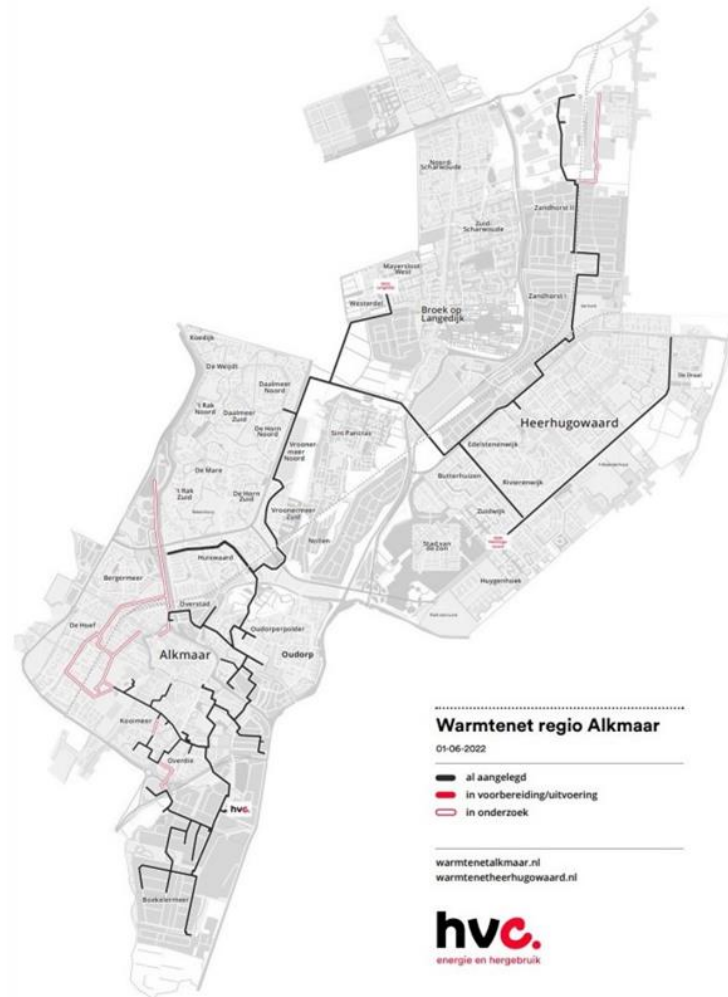 Noord-
Scharwoude
Zuid-
Scharwoude
Zandhorst II
Mayersloot-
West
Westerdel
Broek op
Langedijk
Zandhorst I
Koedijk
De Weijdt
Daalmeer
Noord
't Rak
Noord
Daalmeer
Zuid
De Horn
Noord
Vrooner
meer
Noord
Sint Pancras
De Draai
Heerhugowaard
Edelstenenwijk
Butterhuizen
Rivierenwijk
De Mare
't Rak
Zuid
De Horn
Zuid
Vroonermeer
Zuid
Zuidwijk
Stad van
de Zon
Huygenhoek
Nollen
Huiswaard
Bergermeer
Overstad
De Hoef
Oudorperpolder
Alkmaar
Oudorp
Kooimeer
Overdie
hvc.
Boekelermeer
Warmtenet regio Alkmaar
01-06-2022
al aangelegd
in voorbereiding/uitvoering
in onderzoek
warmtenetalkmaar.nl
warmtenetheerhugowaard.nl
hvc.
energie en hergebruik